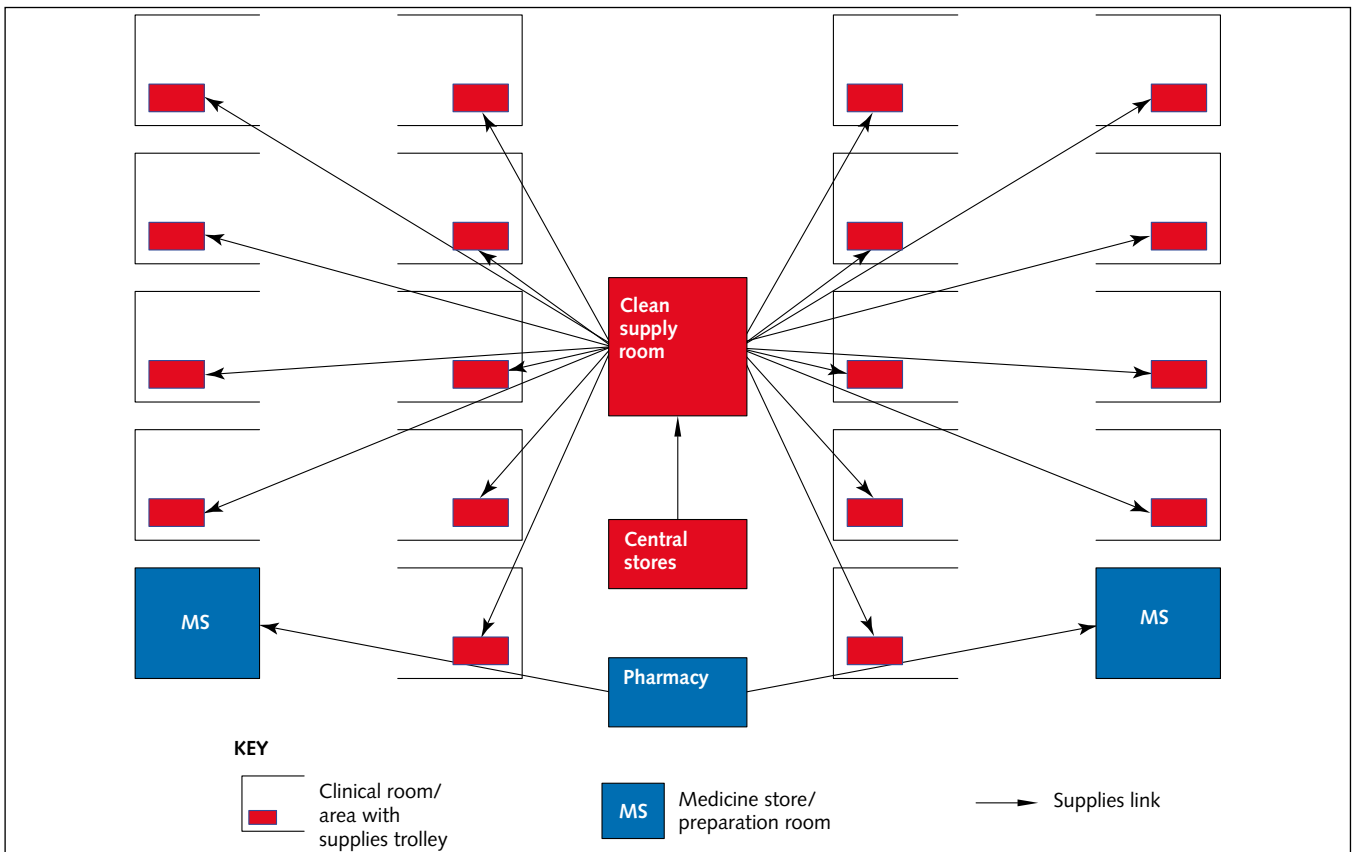 Clean
supply
room
Central
stores
MS
MS
Pharmacy
KEY
Clinical room/
area with
supplies trolley
MS
Medicine store/
preparation room
Supplies link